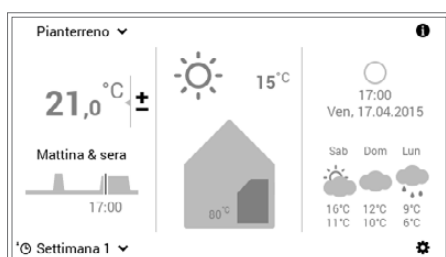 Pianterreno
21,0°C ±
Mattina & sera
17:00
Settimana 1
15°C
80°C
17:00
Ven, 17.04.2015
Sab Dom Lun
16°C 12°C 9°C
11°C 10°C 6°C